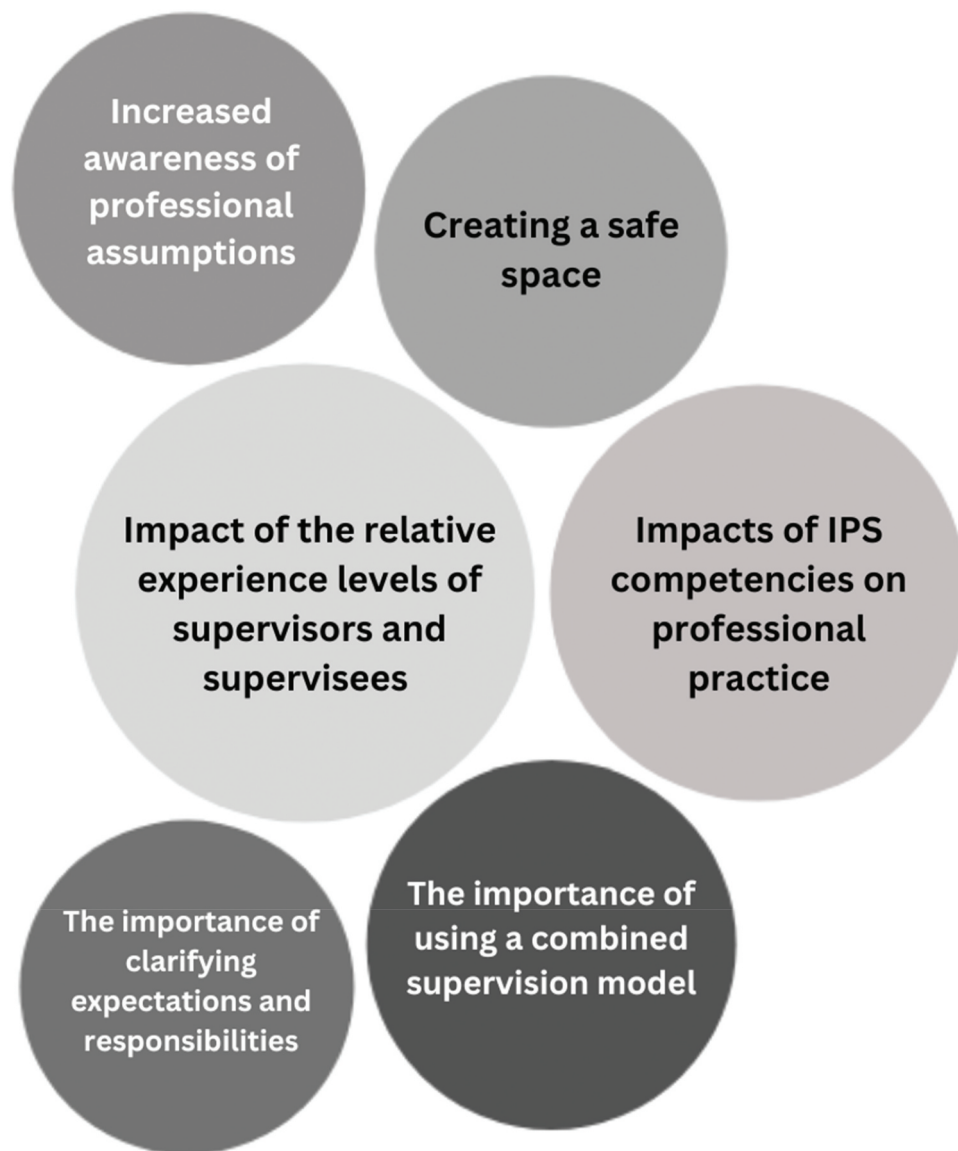 Increased
awareness of
professional
assumptions
Creating a safe
space
Impact of the relative
experience levels of
supervisors and
supervisees
Impacts of IPS
competencies on
professional
practice
The importance of
clarifying
expectations and
responsibilities
The importance of
using a combined
supervision model